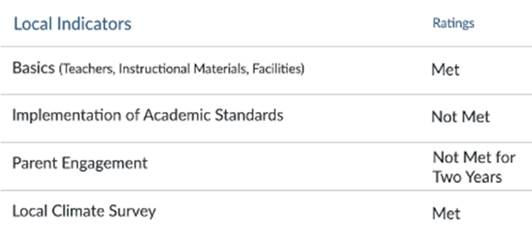 Local Indicators Ratings
Basics (Teachers, Instructional Materials, Facilities) Met
Implementation of Academic Standards Not Met
Parent Engagement Not Met for
Two Years
Local Climate Survey Met